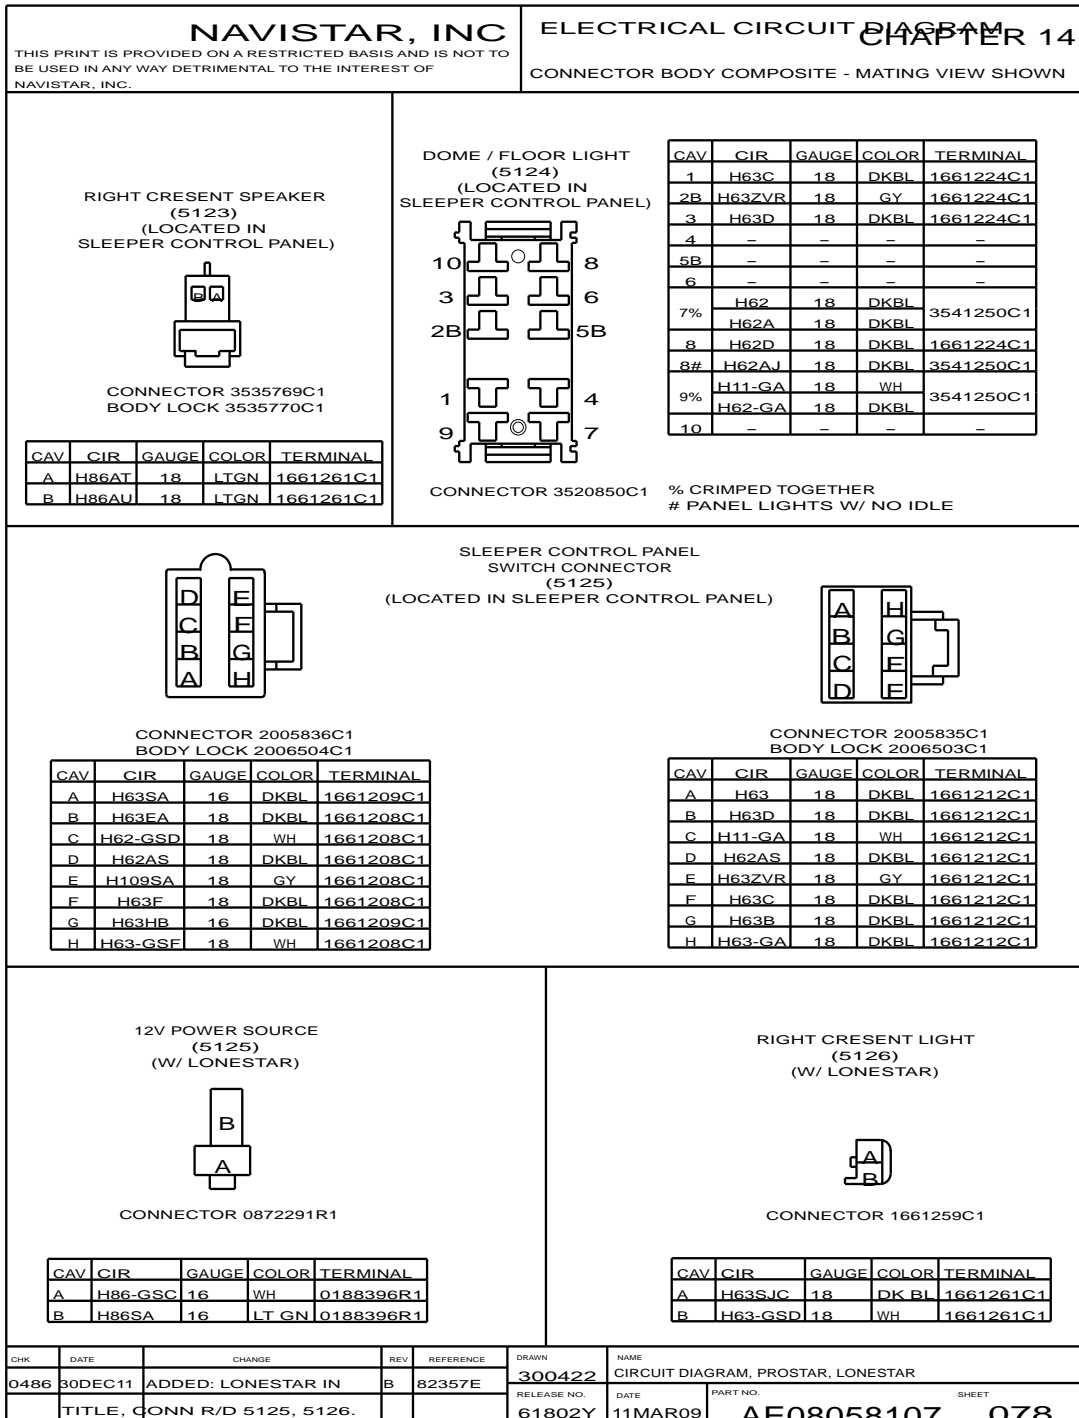 NAVISTAR, INC
THIS PRINT IS PROVIDED ON A RESTRICTED BASIS AND IS NOT TO
BE USED IN ANY WAY DETRIMENTAL TO THE INTEREST OF
NAVISTAR, INC.
ELECTRICAL CIRCUIT DIAGRAM
CHAPTER 14
CONNECTOR BODY COMPOSITE - MATING VIEW SHOWN
RIGHT CRESENT SPEAKER
(5123)
(LOCATED IN
SLEEPER CONTROL PANEL)
B A
CONNECTOR 3535769C1
BODY LOCK 3535770C1
CAV CIR GAUGE COLOR TERMINAL
A H86AT 18 LTGN 1661261C1
B H86AU 18 LTGN 1661261C1
DOME / FLOOR LIGHT
(5124)
(LOCATED IN
SLEEPER CONTROL PANEL)
10 8
3 6
2B 5B
1 4
9 7
CONNECTOR 3520850C1
CAV CIR GAUGE COLOR TERMINAL
1 H63C 18 DKBL 1661224C1
2B H63ZVR 18 GY 1661224C1
3 H63D 18 DKBL 1661224C1
4 – – – –
5B – – – –
6 – – – –
7% H62 18 DKBL 3541250C1
H62A 18 DKBL
8 H62D 18 DKBL 1661224C1
8# H62AJ 18 DKBL 3541250C1
9% H11-GA 18 WH 3541250C1
H62-GA 18 DKBL
10 – – – –
% CRIMPED TOGETHER
# PANEL LIGHTS W/ NO IDLE
SLEEPER CONTROL PANEL
SWITCH CONNECTOR
(5125)
(LOCATED IN SLEEPER CONTROL PANEL)
D E
C F
B G
A H
CONNECTOR 2005836C1
BODY LOCK 2006504C1
CAV CIR GAUGE COLOR TERMINAL
A H63SA 16 DKBL 1661209C1
B H63EA 18 DKBL 1661208C1
C H62-GSD 18 WH 1661208C1
D H62AS 18 DKBL 1661208C1
E H109SA 18 GY 1661208C1
F H63F 18 DKBL 1661208C1
G H63HB 16 DKBL 1661209C1
H H63-GSF 18 WH 1661208C1
A H
B G
C F
D E
CONNECTOR 2005835C1
BODY LOCK 2006503C1
CAV CIR GAUGE COLOR TERMINAL
A H63 18 DKBL 1661212C1
B H63D 18 DKBL 1661212C1
C H11-GA 18 WH 1661212C1
D H62AS 18 DKBL 1661212C1
E H63ZVR 18 GY 1661212C1
F H63C 18 DKBL 1661212C1
G H63B 18 DKBL 1661212C1
H H63-GA 18 DKBL 1661212C1
12V POWER SOURCE
(5125)
(W/ LONESTAR)
B
A
CONNECTOR 0872291R1
CAV CIR GAUGE COLOR TERMINAL
A H86-GSC 16 WH 0188396R1
B H86SA 16 LT GN 0188396R1
RIGHT CRESENT LIGHT
(5126)
(W/ LONESTAR)
A
B
CONNECTOR 1661259C1
CAV CIR GAUGE COLOR TERMINAL
A H63SJC 18 DK BL 1661261C1
B H63-GSD 18 WH 1661261C1
CHK DATE CHANGE REV REFERENCE
0486 30DEC11 ADDED: LONESTAR IN B 82357E
TITLE, CONN R/D 5125, 5126.
DRAWN
300422
NAME
CIRCUIT DIAGRAM, PROSTAR, LONESTAR
RELEASE NO.
61802Y
DATE
11MAR09
PART NO.
AF08058107
SHEET
078